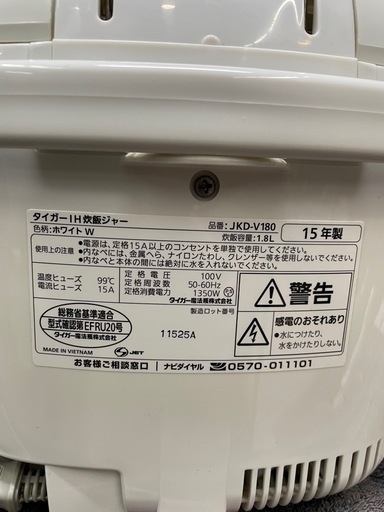 タイガーIH炊飯ジャー 品番: JKD-V180
色柄:ホワイト W 炊飯容量:1.8L
15年製
使用上の注意
●電源は、定格15A以上のコンセントを単独で使用してください。
●内なべには、金属へら、ナイロンたわし、クレンザー等を使用しないでください。
●内なべと本体の間には絶対に水などを入れないでください。
温度ヒューズ 99℃
電流ヒューズ 15A
定格電圧 100V
定格周波数 50-60Hz
定格消費電力 1350W
タイガー魔法瓶株式会社
総務省基準適合
型式確認第EFRU20号
タイガー魔法瓶株式会社
製造ロット番号
11525A
MADE IN VIETNAM
JET
警告
感電のおそれあり
●水につけたり、
水をかけたりしない。
お客様ご相談窓口 ナビダイヤル 0570-011101